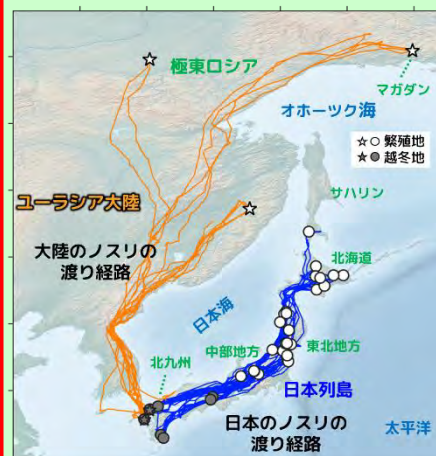 極東ロシア
マガダン
オホーツク海
☆○繁殖地
★●越冬地
サハリン
ユーラシア大陸
大陸のノスリの
渡り経路
北海道
日本海
北九州
中部地方
東北地方
日本列島
日本のノスリの
渡り経路
太平洋